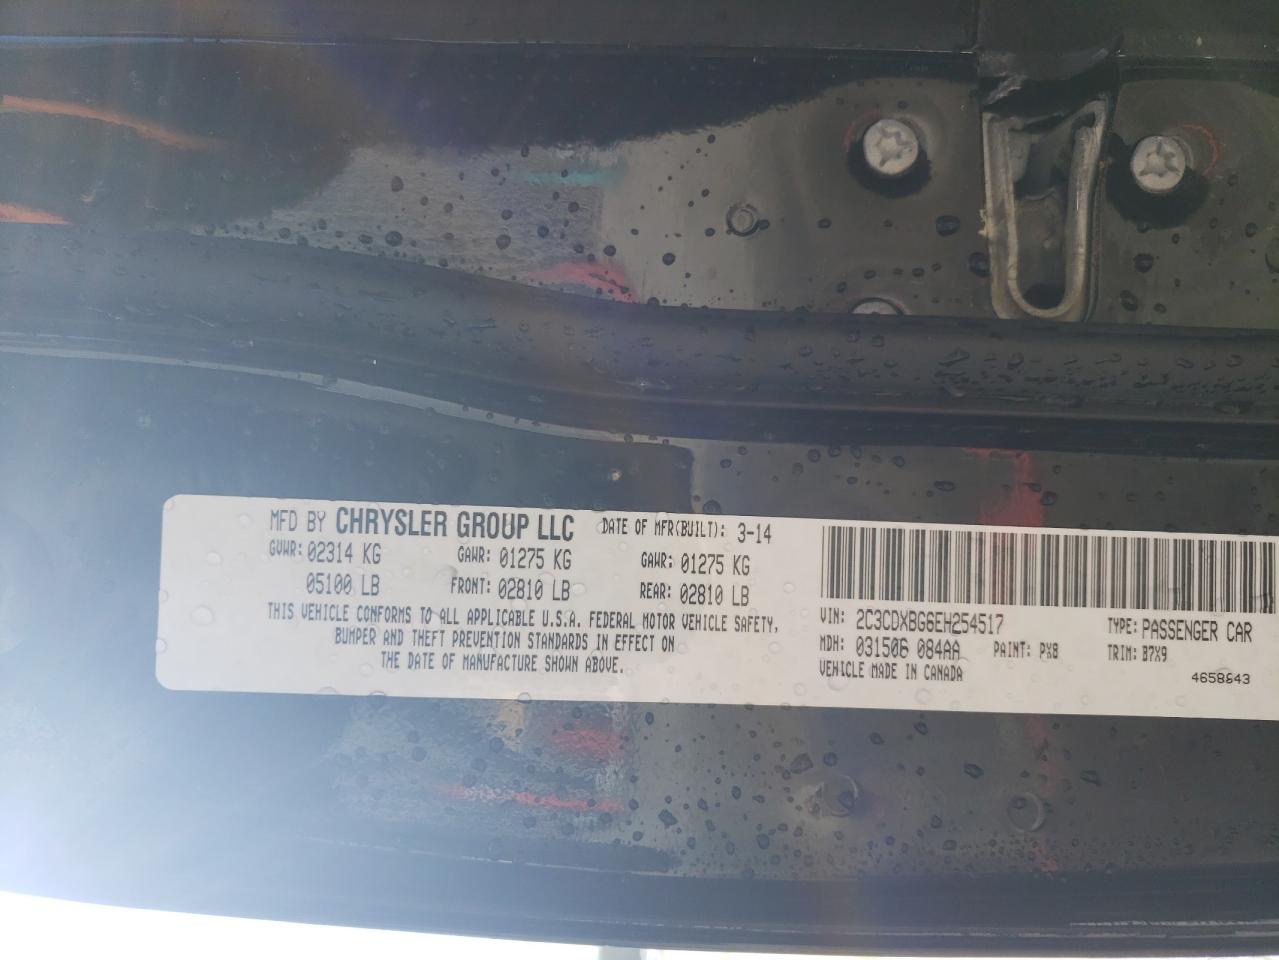 MFD BY CHRYSLER GROUP LLC DATE OF MFR(BUILT): 3-14
GVWR: 02314 KG GAWR: 01275 KG GAWR: 01275 KG
05100 LB FRONT: 02810 LB REAR: 02810 LB
THIS VEHICLE CONFORMS TO ALL APPLICABLE U.S.A. FEDERAL MOTOR VEHICLE SAFETY,
BUMPER AND THEFT PREVENTION STANDARDS IN EFFECT ON
THE DATE OF MANUFACTURE SHOWN ABOVE.
VIN: 2C3CDXBG6EH254517 TYPE: PASSENGER CAR
MDH: 031506 084AA PAINT: PX8 TRIM: B7X9
VEHICLE MADE IN CANADA
4658643